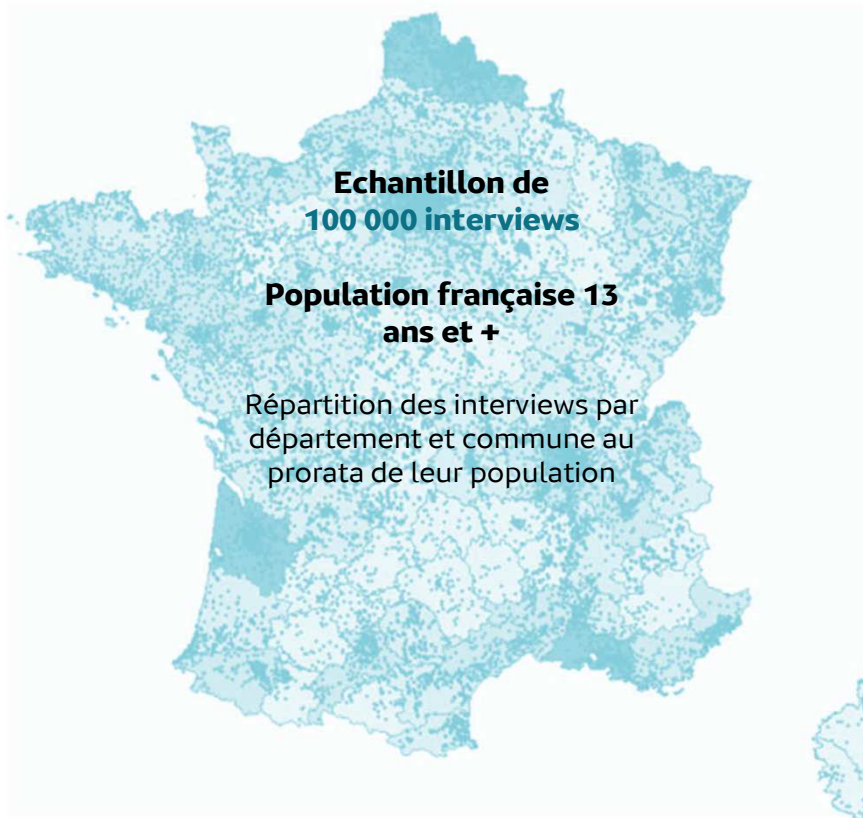 Echantillon de
100 000 interviews
Population française 13
ans et +
Répartition des interviews par
département et commune au
prorata de leur population